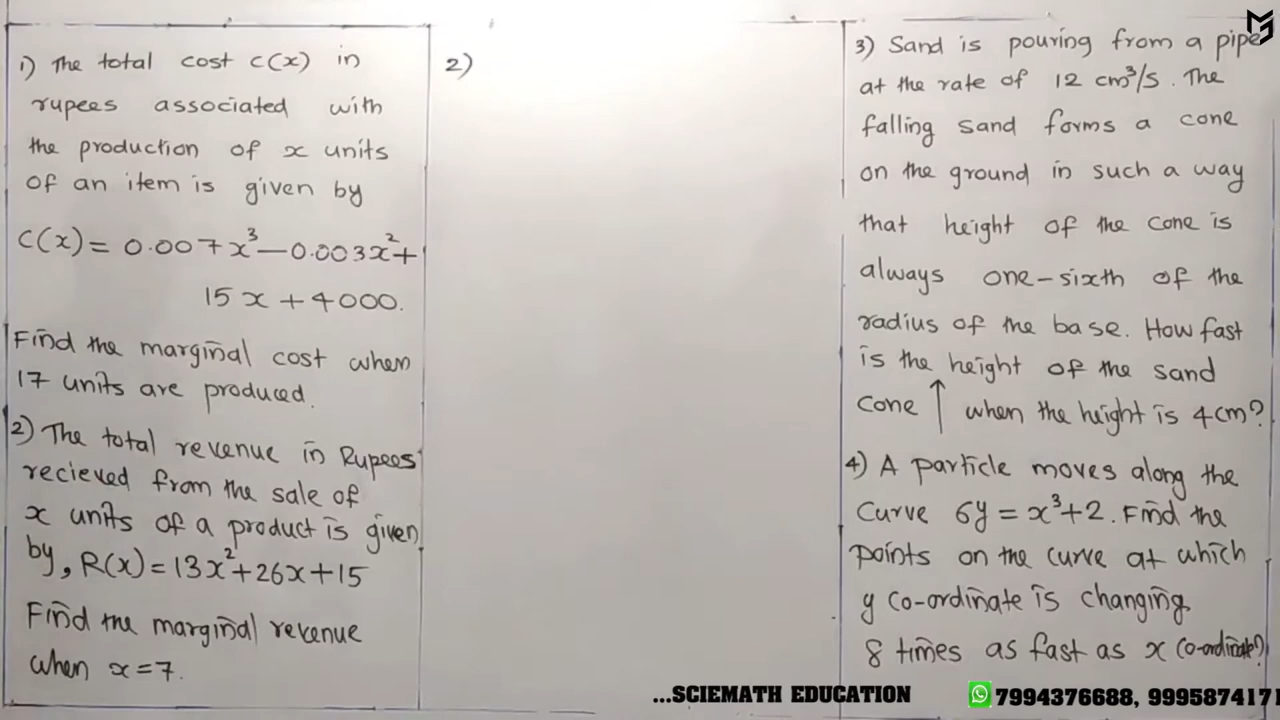 1) The total cost C(x) in
rupees associated with
the production of x units
of an item is given by
C(x) = 0.007x³ — 0.003x² +
15x + 4000.
Find the marginal cost when
17 units are produced.
2) The total revenue in Rupees
recieved from the sale of
x units of a product is given
by, R(x) = 13x² + 26x + 15
Find the marginal revenue
when x = 7.
2)
3) Sand is pouring from a pipe
at the rate of 12 cm³/s. The
falling sand forms a cone
on the ground in such a way
that height of the cone is
always one-sixth of the
radius of the base. How fast
is the height of the sand
cone ↑ when the height is 4cm?
4) A particle moves along the
curve 6y = x³ + 2. Find the
points on the curve at which
y co-ordinate is changing
8 times as fast as x co-ordinate?
...SCIEMATH EDUCATION
7994376688, 9995874171